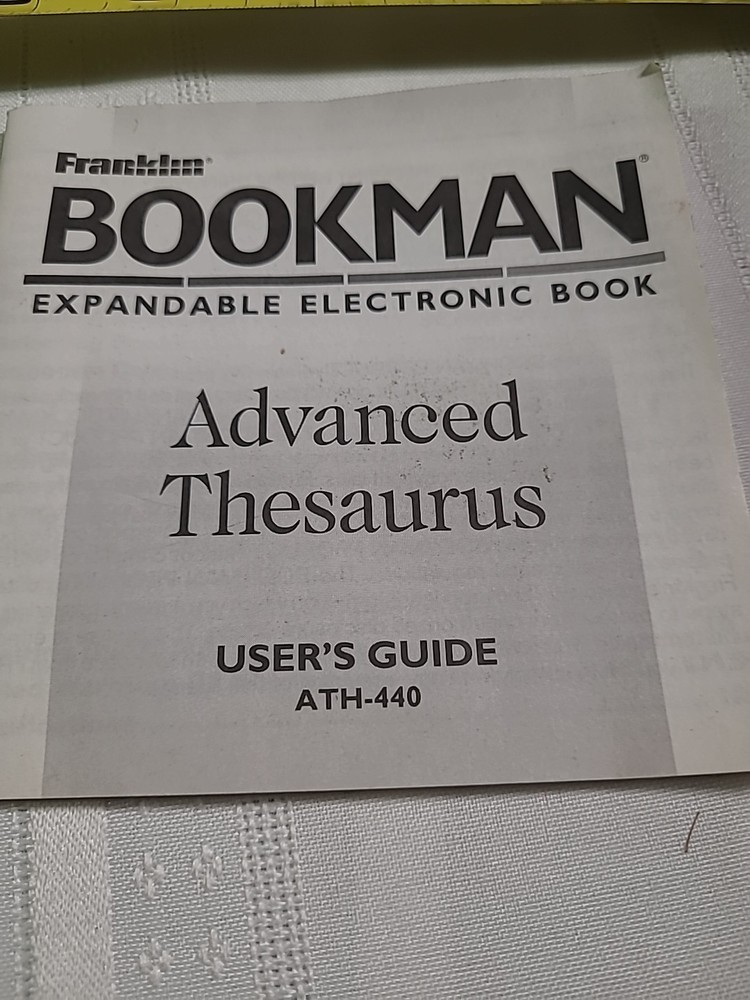 Franklin®
BOOKMAN®
EXPANDABLE ELECTRONIC BOOK
Advanced
Thesaurus
USER'S GUIDE
ATH-440